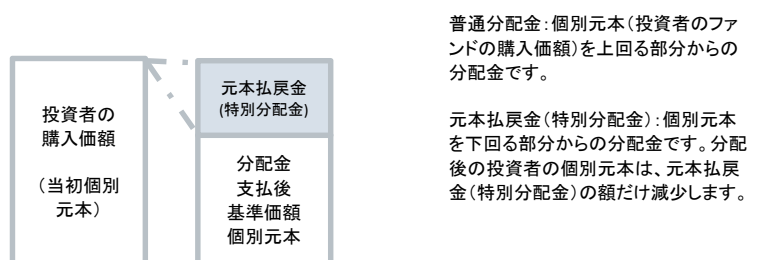 投資者の
購入価額
（当初個別
元本）
元本払戻金
(特別分配金)
分配金
支払後
基準価額
個別元本
普通分配金：個別元本（投資者のファ
ンドの購入価額）を上回る部分からの
分配金です。
元本払戻金（特別分配金）：個別元本
を下回る部分からの分配金です。分配
後の投資者の個別元本は、元本払戻
金（特別分配金）の額だけ減少します。